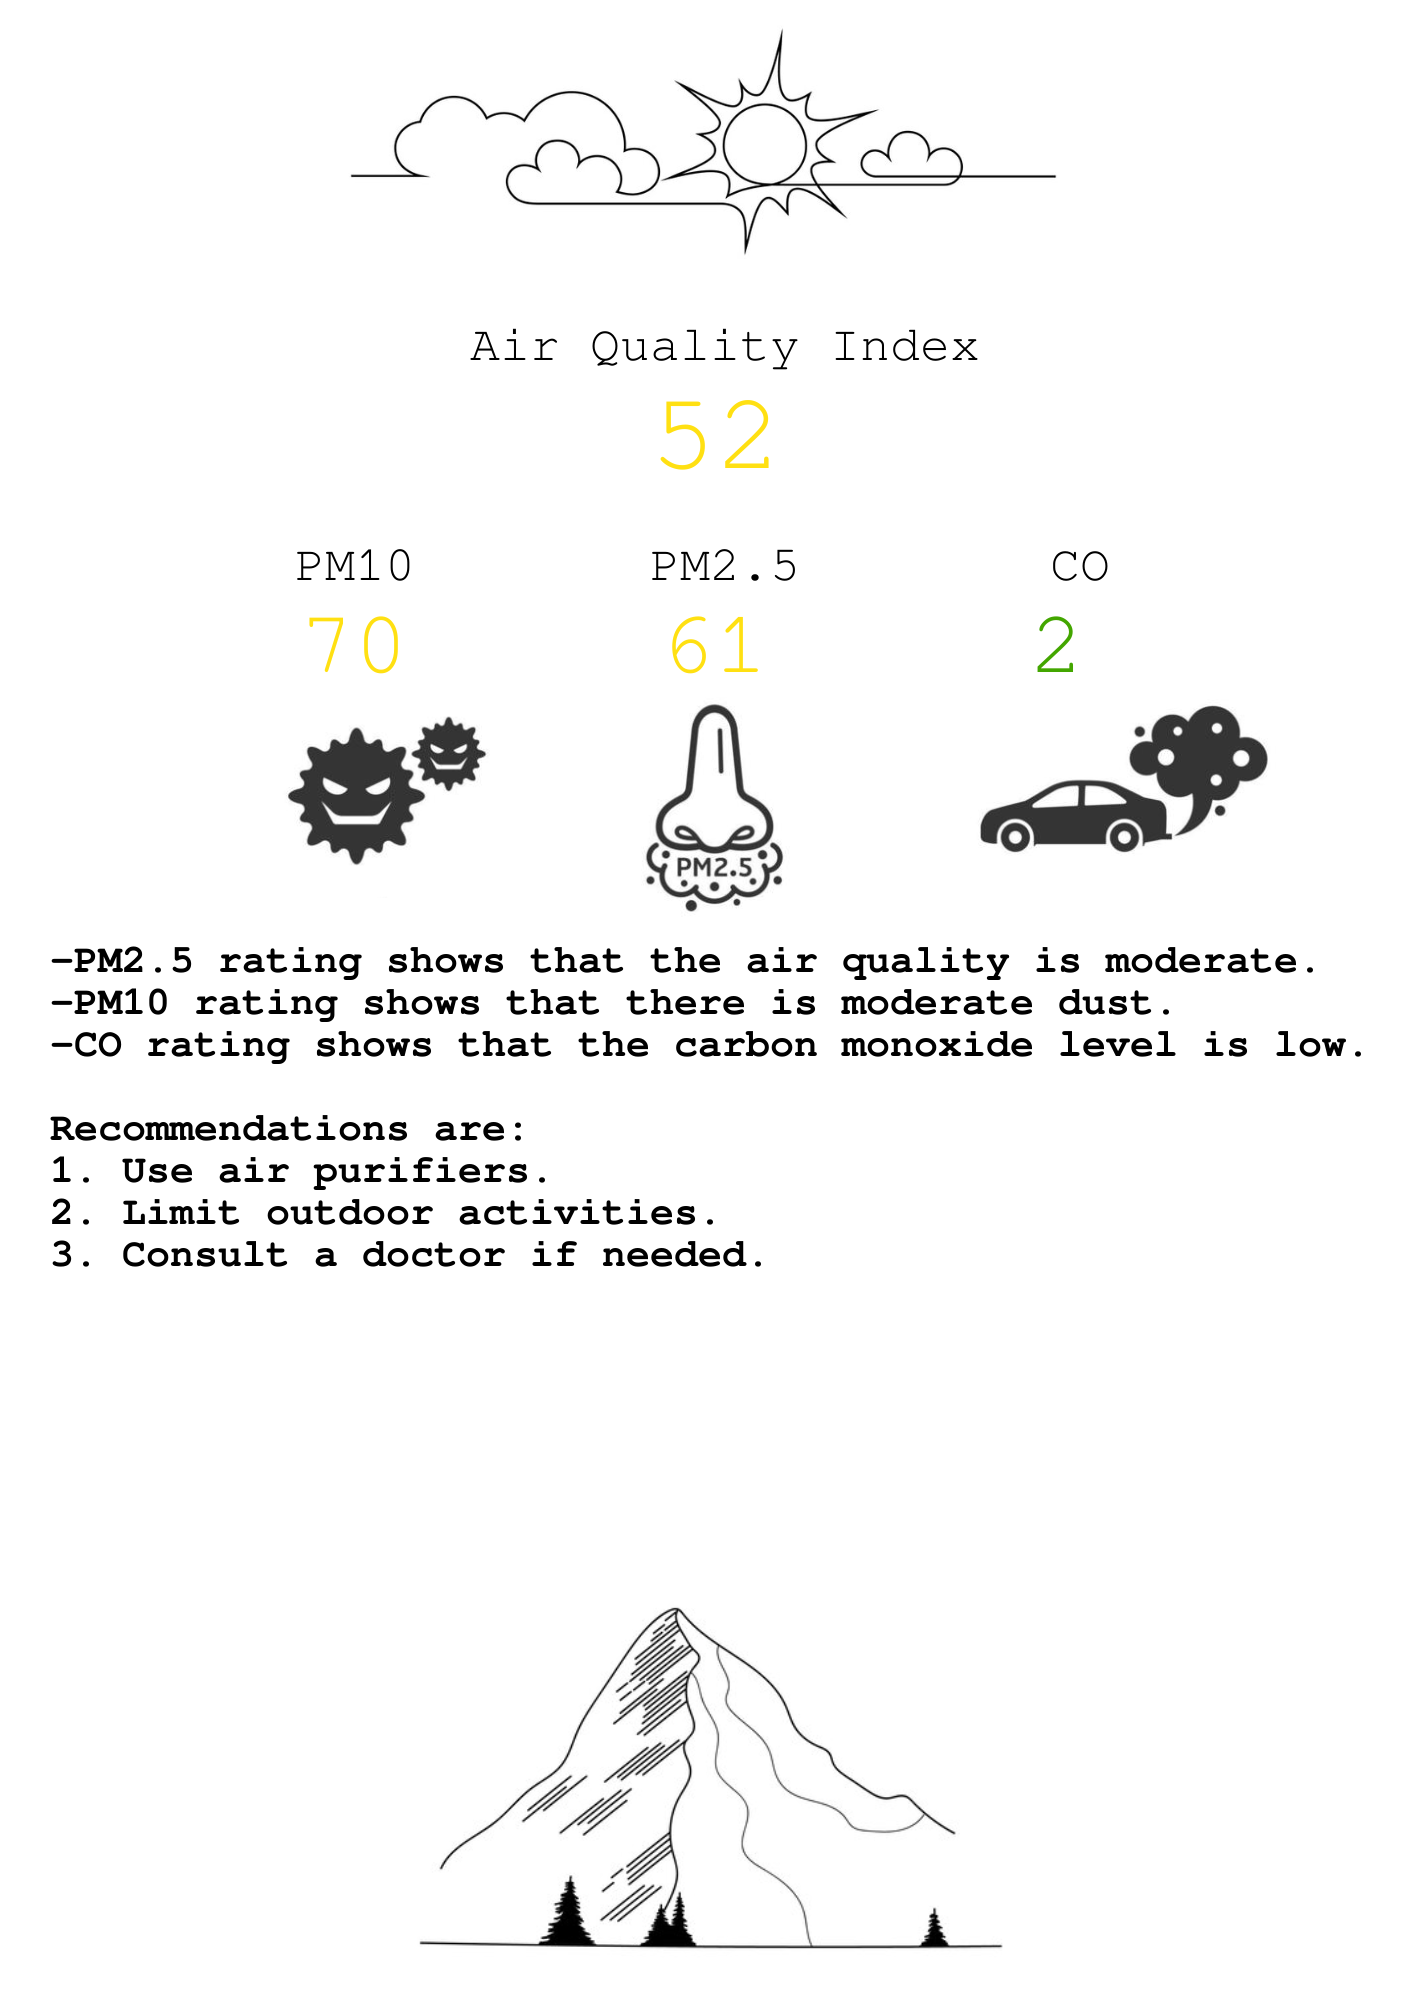 Air Quality Index
52
PM10 PM2.5 CO
70 61 2
PM2.5
-PM2.5 rating shows that the air quality is moderate.
-PM10 rating shows that there is moderate dust.
-CO rating shows that the carbon monoxide level is low.
Recommendations are:
1. Use air purifiers.
2. Limit outdoor activities.
3. Consult a doctor if needed.